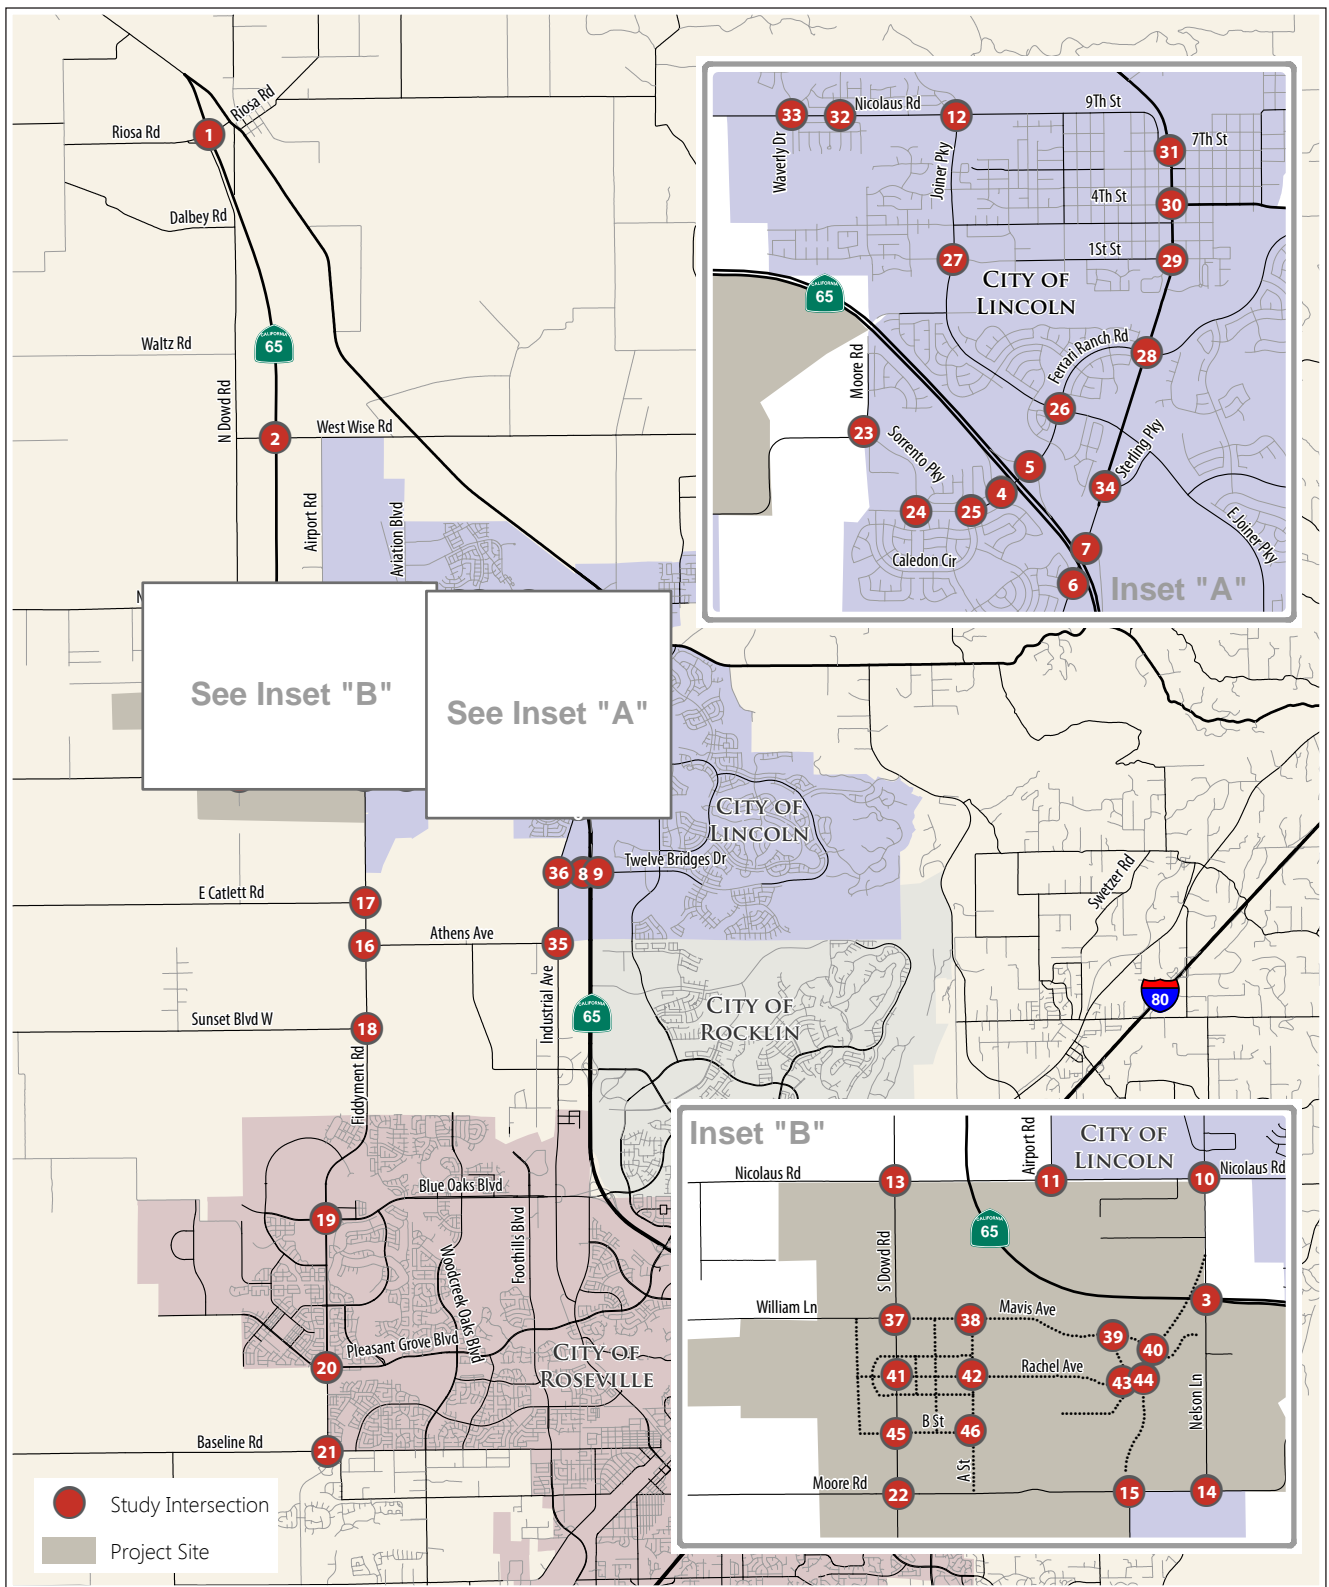 Riosa Rd
Riosa Rd
1
Dalbey Rd
CALIFORNIA
65
Waltz Rd
N Dowd Rd
2
West Wise Rd
Airport Rd
Aviation Blvd
N
See Inset "B"
See Inset "A"
CITY OF
LINCOLN
Twelve Bridges Dr
36
8
9
E Catlett Rd
17
16
Athens Ave
35
Industrial Ave
CALIFORNIA
65
Swetzer Rd
80
CITY OF
ROCKLIN
Sunset Blvd W
18
Fiddyment Rd
Blue Oaks Blvd
19
Woodcreek Oaks Blvd
Foothills Blvd
Pleasant Grove Blvd
20
CITY OF
ROSEVILLE
Baseline Rd
21
Study Intersection
Project Site
33
32
Nicolaus Rd
12
9Th St
Waverly Dr
Joiner Pky
31
7Th St
4Th St
30
27
1St St
29
CITY OF
LINCOLN
CALIFORNIA
65
Moore Rd
Ferrari Ranch Rd
28
26
23
Sorrento Pky
5
Sterling Pky
4
34
24
25
E Joiner Pky
7
Caledon Cir
6
Inset "A"
Inset "B"
Airport Rd
CITY OF
LINCOLN
Nicolaus Rd
13
11
10
Nicolaus Rd
CALIFORNIA
65
S Dowd Rd
3
William Ln
37
38
Mavis Ave
39
40
41
42
Rachel Ave
43
44
Nelson Ln
45
B St
46
A St
Moore Rd
22
15
14